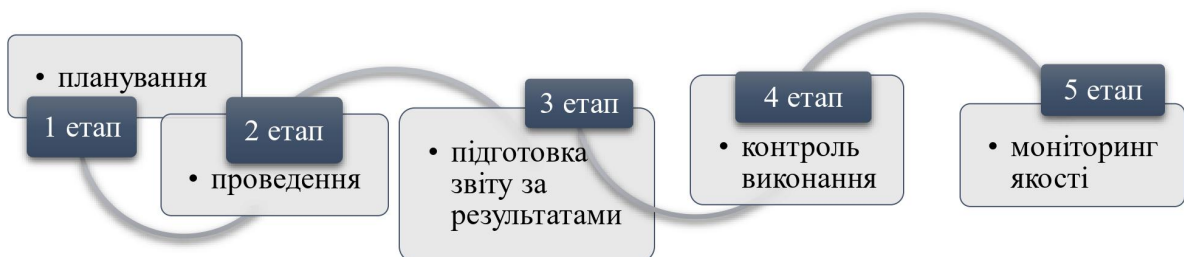 • планування
1 етап
2 етап
• проведення
3 етап
• підготовка
звіту за
результатами
4 етап
• контроль
виконання
5 етап
• моніторинг
якості